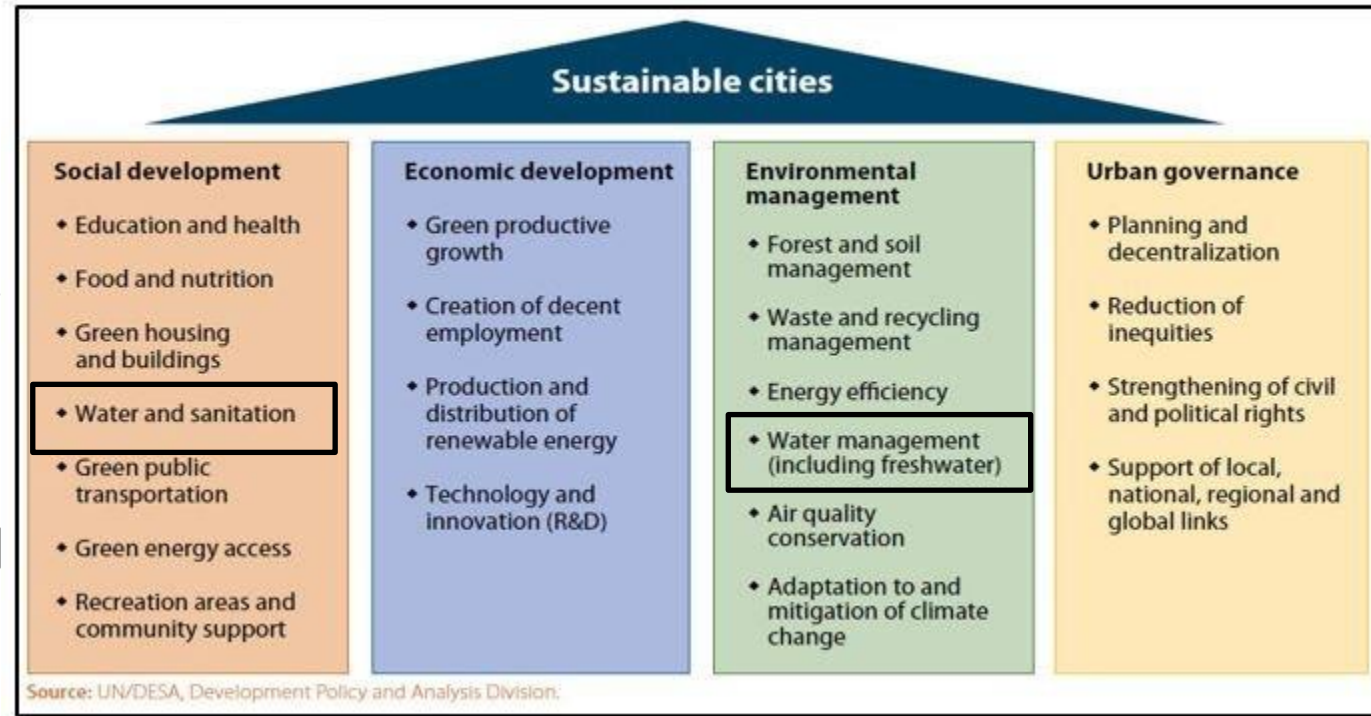 Sustainable cities
Social development
◆ Education and health
◆ Food and nutrition
◆ Green housing
and buildings
◆ Water and sanitation
◆ Green public
transportation
◆ Green energy access
◆ Recreation areas and
community support
Economic development
◆ Green productive
growth
◆ Creation of decent
employment
◆ Production and
distribution of
renewable energy
◆ Technology and
innovation (R&D)
Environmental
management
◆ Forest and soil
management
◆ Waste and recycling
management
◆ Energy efficiency
◆ Water management
(including freshwater)
◆ Air quality
conservation
◆ Adaptation to and
mitigation of climate
change
Urban governance
◆ Planning and
decentralization
◆ Reduction of
inequities
◆ Strengthening of civil
and political rights
◆ Support of local,
national, regional and
global links
Source: UN/DESA, Development Policy and Analysis Division.